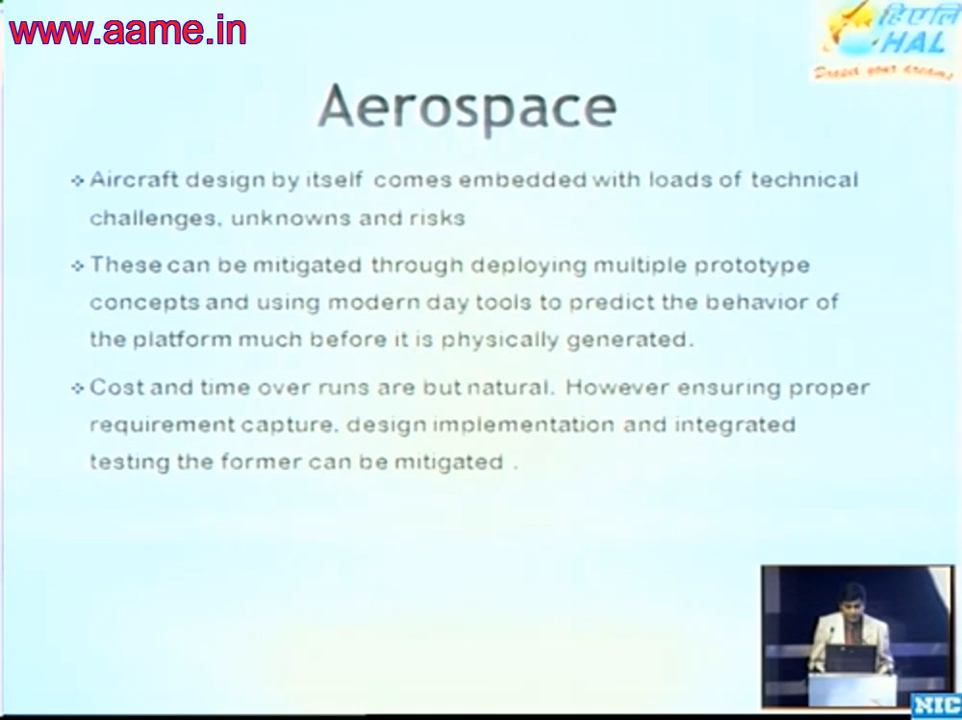 www.aame.in
हिएलि
HAL
Propel your dreams
Aerospace
Aircraft design by itself comes embedded with loads of technical
challenges, unknowns and risks
These can be mitigated through deploying multiple prototype
concepts and using modern day tools to predict the behavior of
the platform much before it is physically generated.
Cost and time over runs are but natural. However ensuring proper
requirement capture, design implementation and integrated
testing the former can be mitigated .
NIC